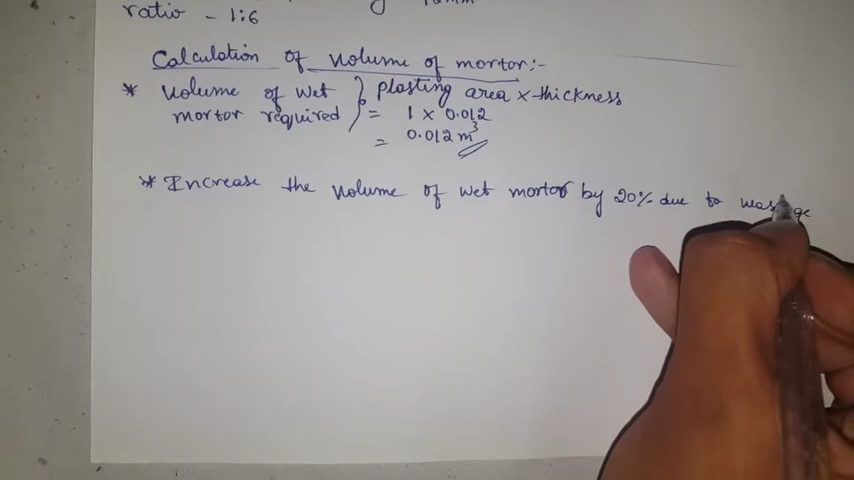 ratio - 1:6
Calculation of volume of mortor:-
* Volume of wet } plasting area x thickness
mortor required = 1 x 0.012
= 0.012 m³
* Increase the volume of wet mortor by 20% due to